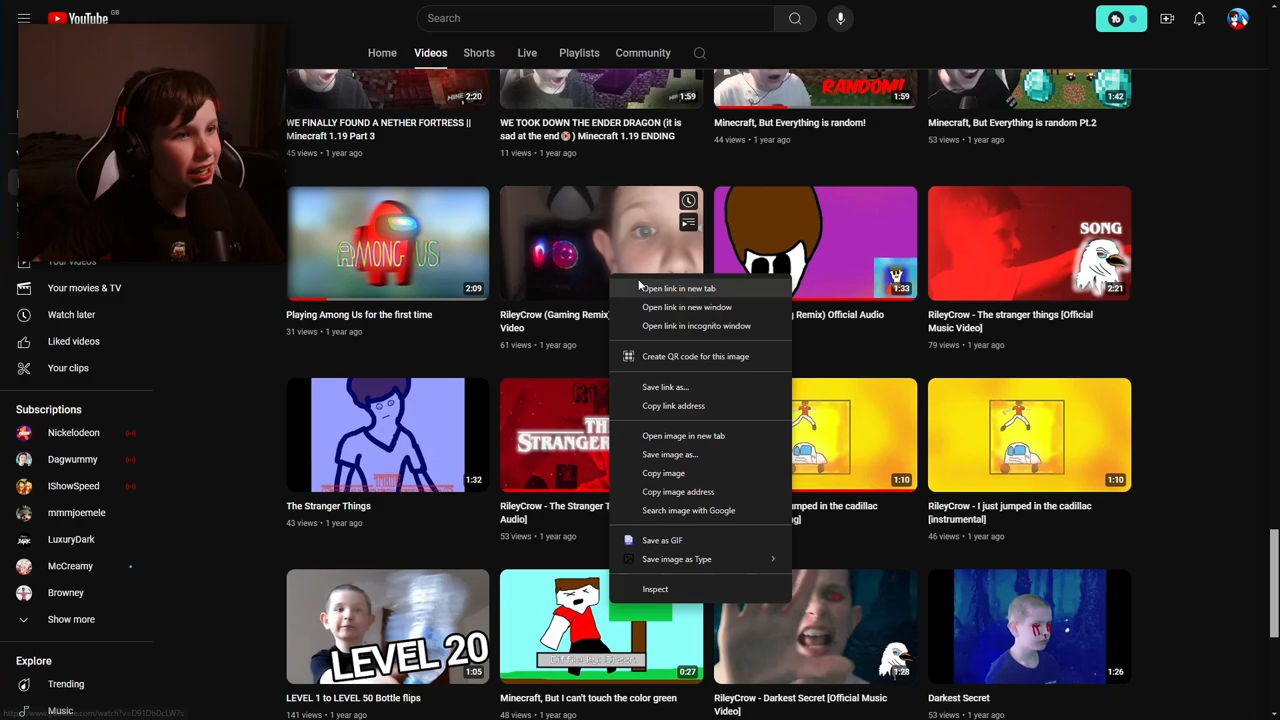 YouTube GB
Search
Home Videos Shorts Live Playlists Community
2:20
1:59
RANDOM!
1:59
1:42
WE FINALLY FOUND A NETHER FORTRESS ||
Minecraft 1.19 Part 3
45 views • 1 year ago
WE TOOK DOWN THE ENDER DRAGON (it is
sad at the end) Minecraft 1.19 ENDING
11 views • 1 year ago
Minecraft, But Everything is random!
44 views • 1 year ago
Minecraft, But Everything is random Pt.2
53 views • 1 year ago
Your videos
Your movies & TV
Watch later
Liked videos
Your clips
Subscriptions
Nickelodeon
Dagwummy
IShowSpeed
mmmjoemele
LuxuryDark
McCreamy
Browney
Show more
Explore
Trending
Music
AMONG US
2:09
Playing Among Us for the first time
31 views • 1 year ago
RileyCrow (Gaming Remix)
Video
61 views • 1 year ago
1:33
Remix) Official Audio
SONG
2:21
RileyCrow - The stranger things [Official
Music Video]
79 views • 1 year ago
Open link in new tab
Open link in new window
Open link in incognito window
Create QR code for this image
Save link as...
Copy link address
Open image in new tab
Save image as...
Copy image
Copy image address
Search image with Google
Save as GIF
Save image as Type
Inspect
1:32
The Stranger Things
43 views • 1 year ago
STRANGER
RileyCrow - The Stranger T
Audio]
53 views • 1 year ago
1:10
umped in the cadillac
1:10
RileyCrow - I just jumped in the cadillac
[instrumental]
46 views • 1 year ago
LEVEL 20
1:05
LEVEL 1 to LEVEL 50 Bottle flips
141 views • 1 year ago
0:27
Minecraft, But I can't touch the color green
48 views • 1 year ago
1:28
RileyCrow - Darkest Secret [Official Music
Video]
1:26
Darkest Secret
53 views • 1 year ago